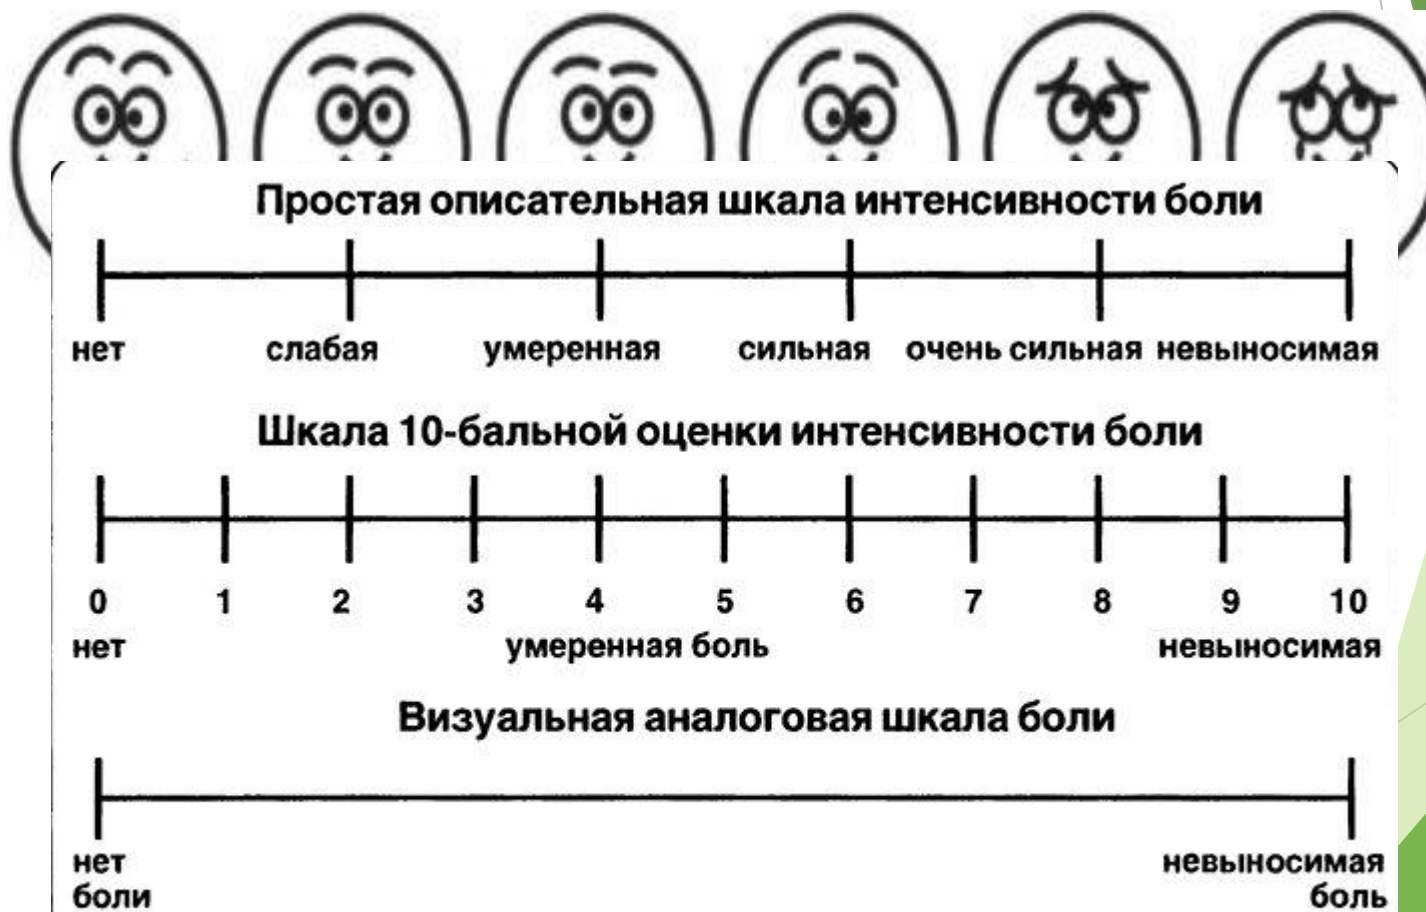 Простая описательная шкала интенсивности боли
нет слабая умеренная сильная очень сильная невыносимая
Шкала 10-бальной оценки интенсивности боли
0 1 2 3 4 5 6 7 8 9 10
нет умеренная боль невыносимая
Визуальная аналоговая шкала боли
нет невыносимая
боли боль